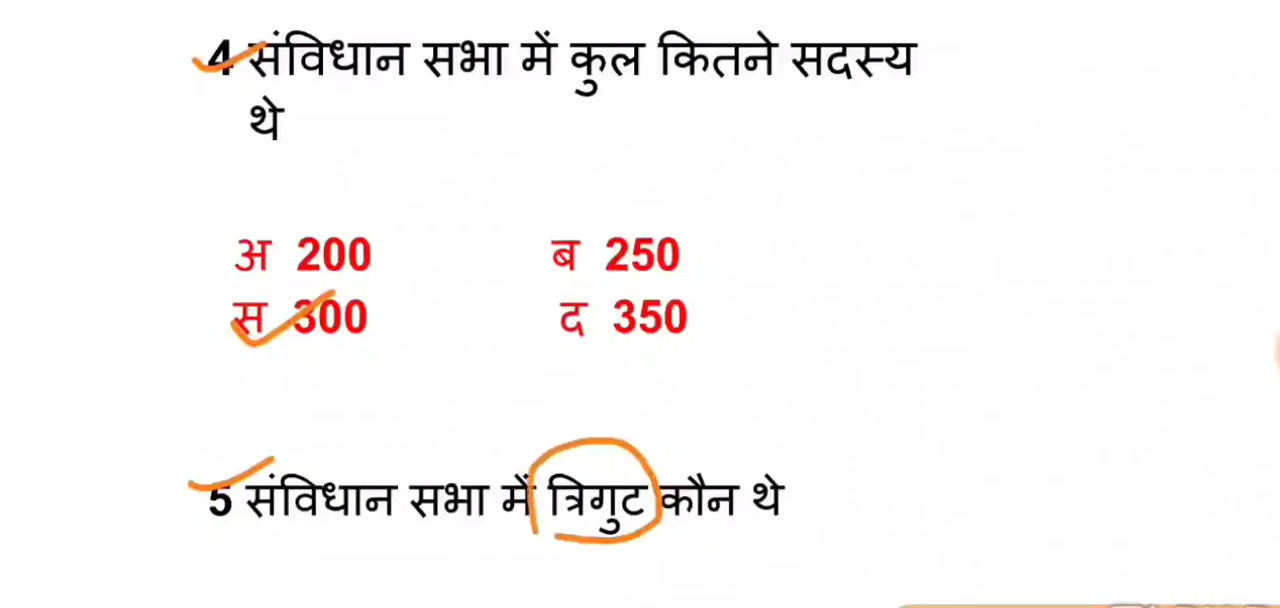 4 संविधान सभा में कुल कितने सदस्य
थे
अ 200 ब 250
स 300 द 350
5 संविधान सभा में त्रिगुट कौन थे